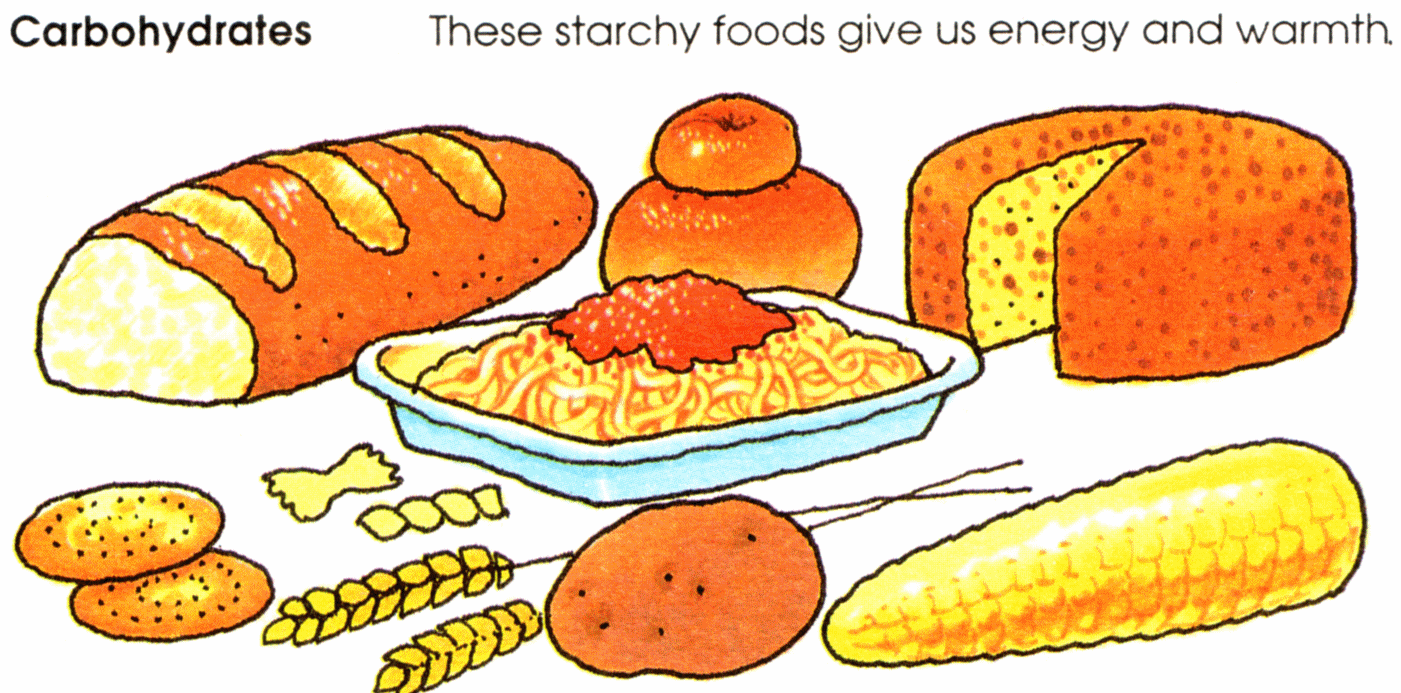 Carbohydrates These starchy foods give us energy and warmth.